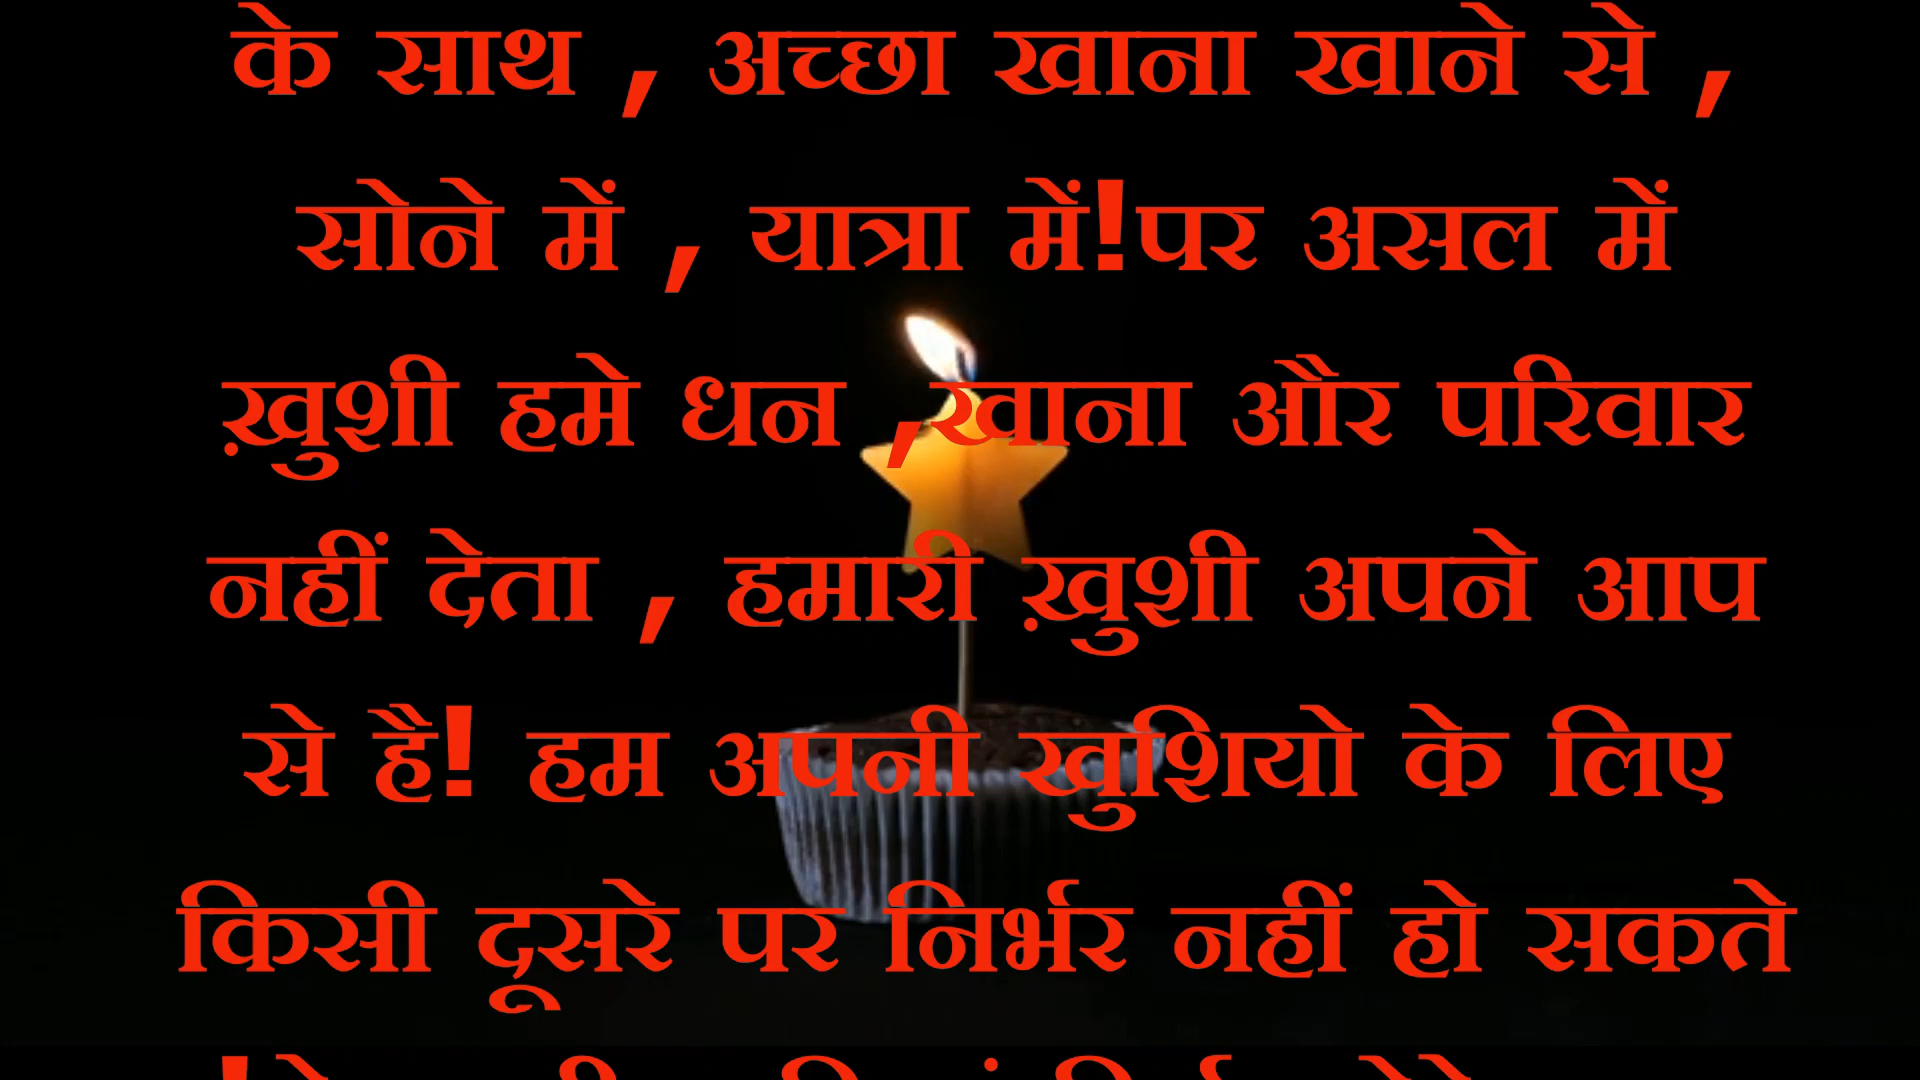 के साथ , अच्छा खाना खाने से ,
सोने में , यात्रा में!पर असल में
ख़ुशी हमे धन ,खाना और परिवार
नहीं देता , हमारी ख़ुशी अपने आप
से है! हम अपनी खुशियो के लिए
किसी दूसरे पर निर्भर नहीं हो सकते